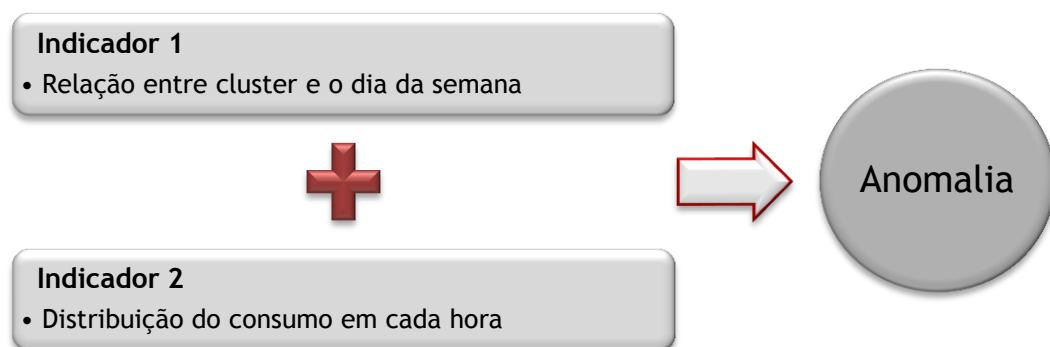 Indicador 1
• Relação entre cluster e o dia da semana
Anomalia
Indicador 2
• Distribuição do consumo em cada hora